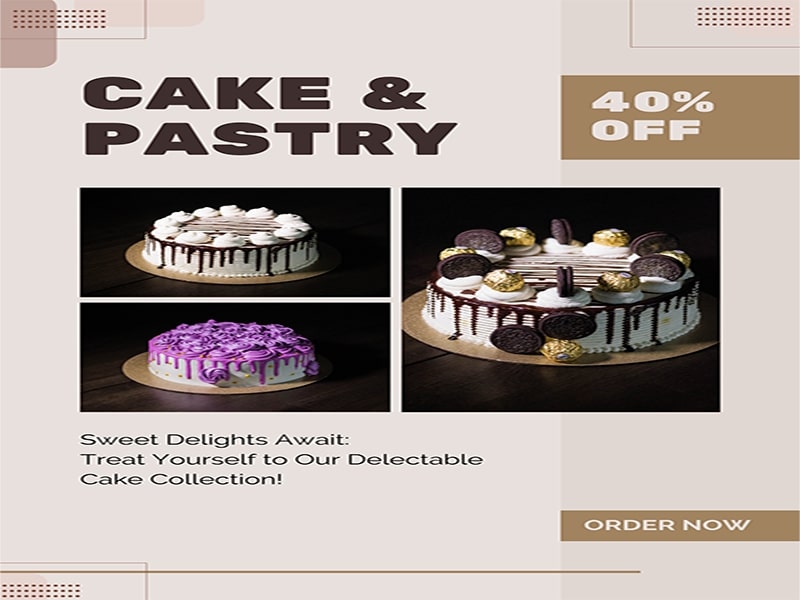 CAKE &
PASTRY
40%
OFF
Sweet Delights Await:
Treat Yourself to Our Delectable
Cake Collection!
ORDER NOW